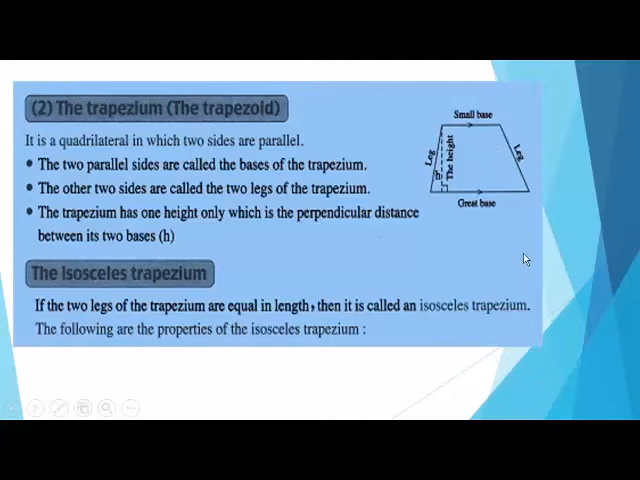 (2) The trapezium (The trapezoid)
It is a quadrilateral in which two sides are parallel.
• The two parallel sides are called the bases of the trapezium.
• The other two sides are called the two legs of the trapezium.
• The trapezium has one height only which is the perpendicular distance
between its two bases (h)
Small base
Leg
The height
Leg
Great base
The isosceles trapezium
If the two legs of the trapezium are equal in length, then it is called an isosceles trapezium.
The following are the properties of the isosceles trapezium :